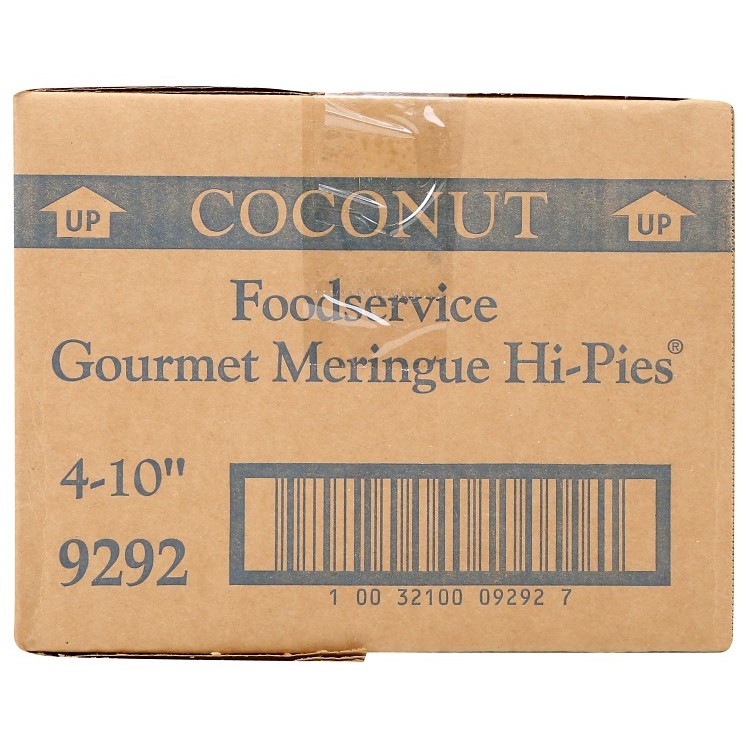 UP COCONUT UP
Foodservice
Gourmet Meringue Hi-Pies®
4-10"
9292
1 00 32100 09292 7